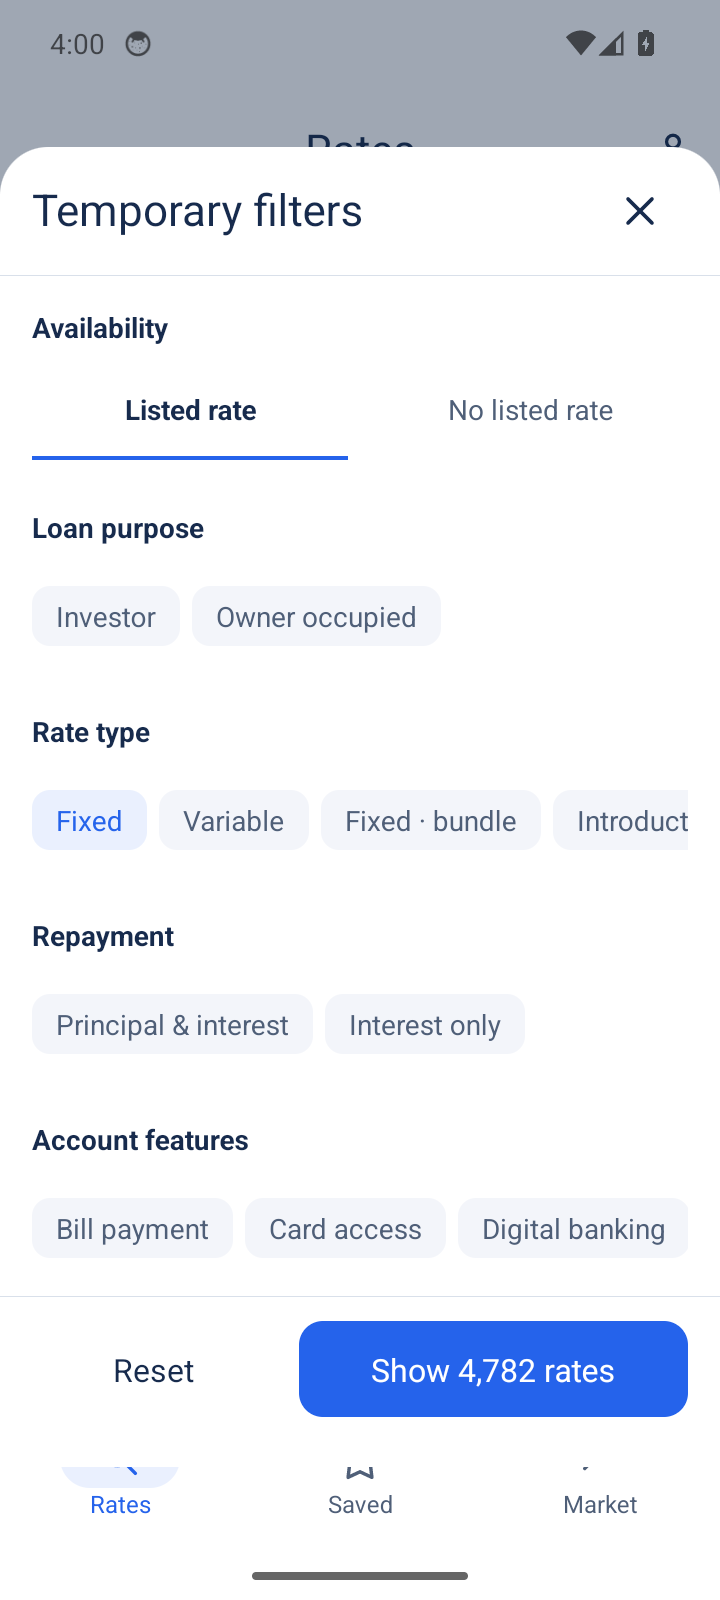 4:00
Rates
Temporary filters
Availability
Listed rate
No listed rate
Loan purpose
Investor
Owner occupied
Rate type
Fixed
Variable
Fixed · bundle
Introduct
Repayment
Principal & interest
Interest only
Account features
Bill payment
Card access
Digital banking
Reset
Show 4,782 rates
Rates
Saved
Market